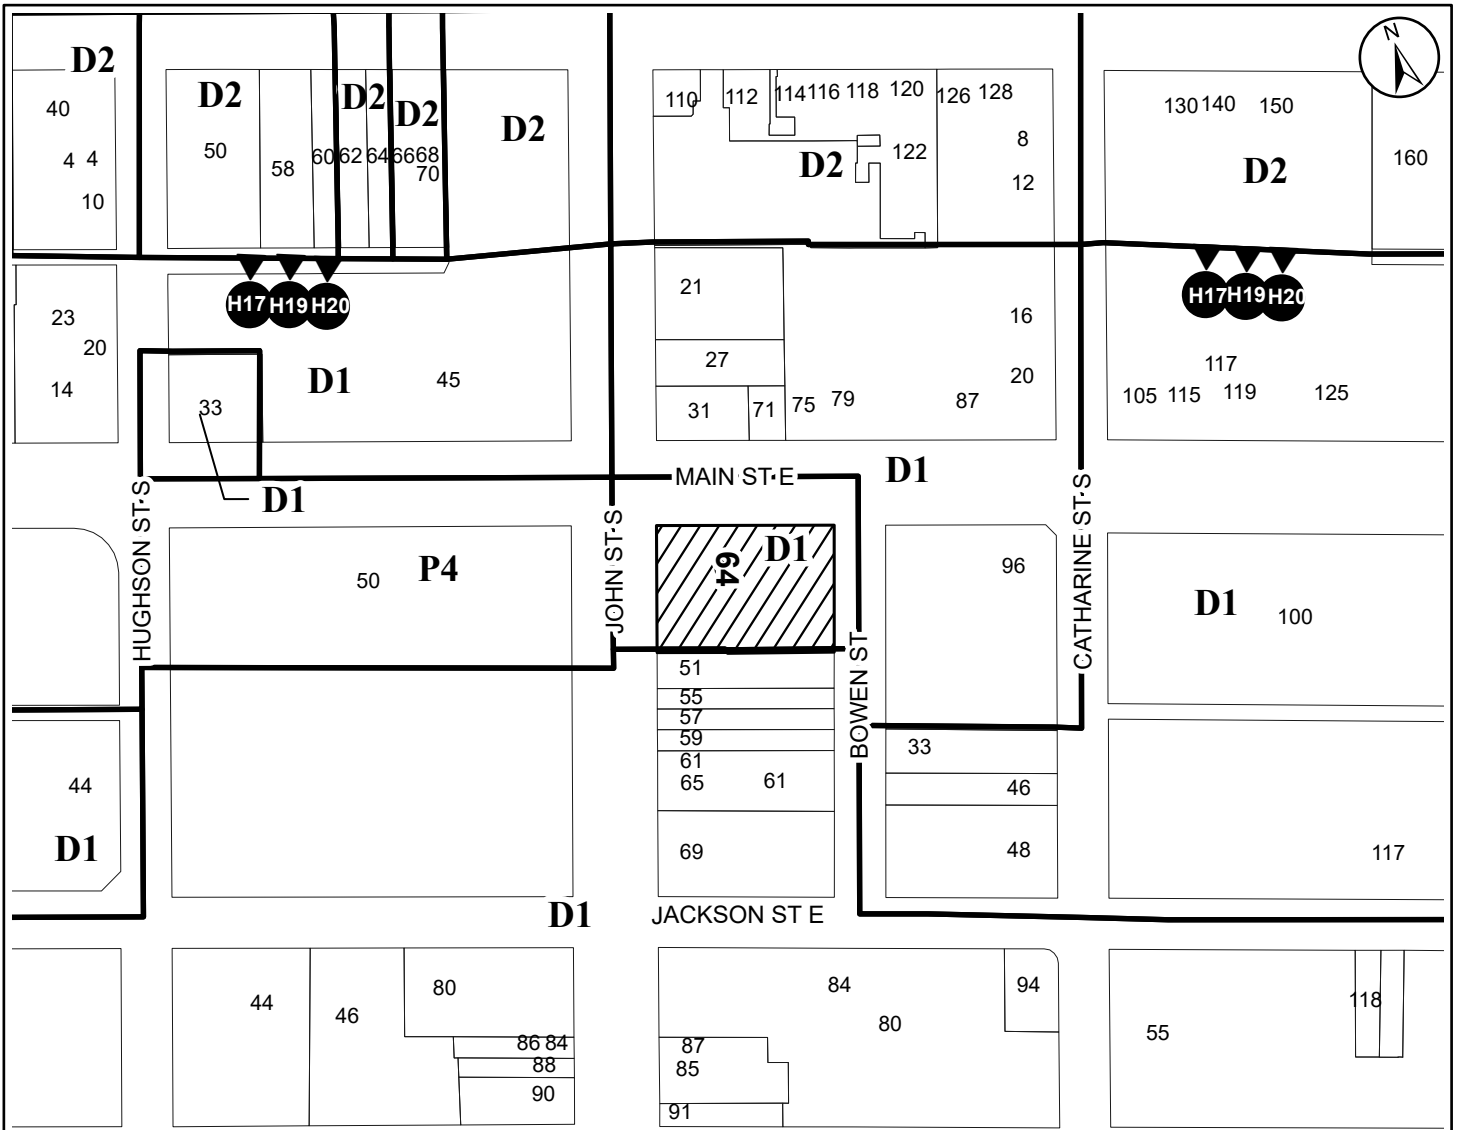 N
D2
D2
D2
D2
D2
40
50
58
60
62
64
66
68
70
4
4
10
110
112
114
116
118
120
126
128
122
8
12
D2
130
140
150
160
D2
H17
H19
H20
H17
H19
H20
23
20
14
33
D1
45
D1
21
27
31
71
75
79
87
16
20
117
105
115
119
125
MAIN ST E
D1
HUGHSON ST S
JOHN ST S
BOWEN ST
CATHARINE ST S
50
P4
64
D1
96
D1
100
51
55
57
59
61
65
61
69
33
46
48
117
44
D1
D1
JACKSON ST E
44
46
80
86
84
88
90
84
80
94
87
85
91
55
118